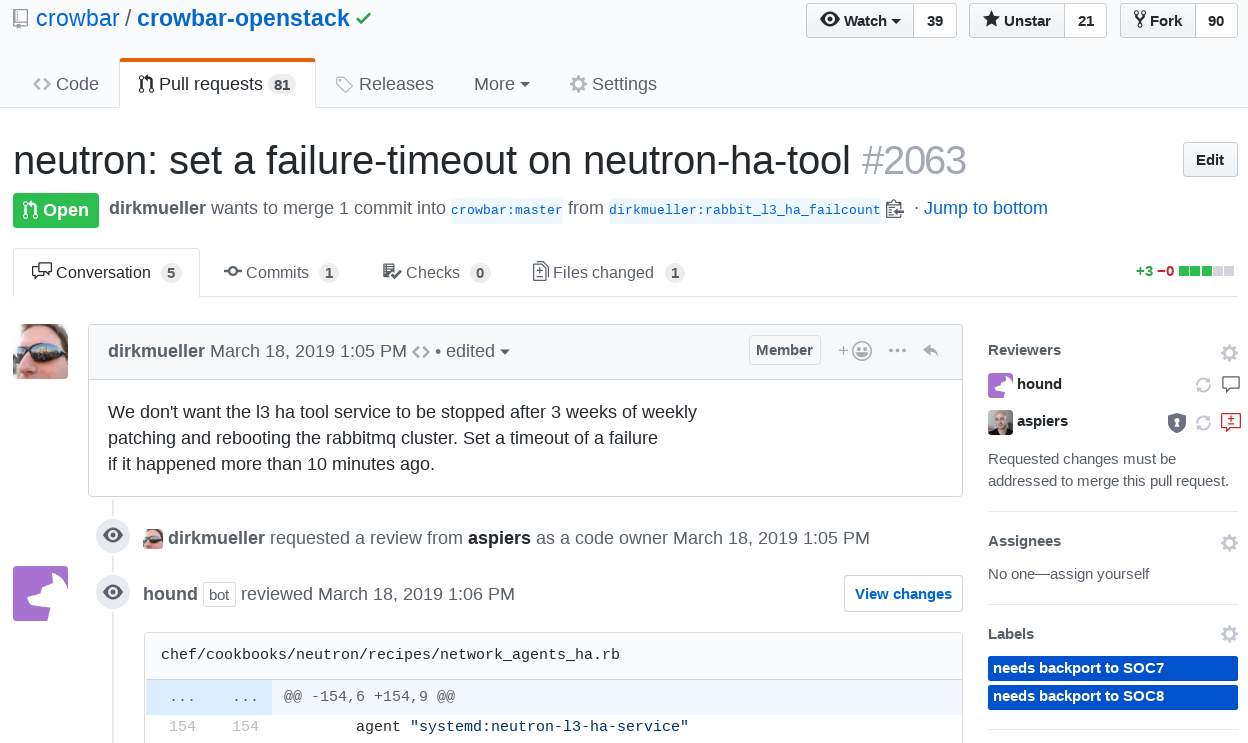 crowbar / crowbar-openstack
Watch 39 Unstar 21 Fork 90
Code Pull requests 81 Releases More Settings
neutron: set a failure-timeout on neutron-ha-tool #2063 Edit
Open dirkmueller wants to merge 1 commit into crowbar:master from dirkmueller:rabbit_l3_ha_failcount · Jump to bottom
Conversation 5 Commits 1 Checks 0 Files changed 1 +3 −0
dirkmueller March 18, 2019 1:05 PM • edited Member
We don't want the l3 ha tool service to be stopped after 3 weeks of weekly
patching and rebooting the rabbitmq cluster. Set a timeout of a failure
if it happened more than 10 minutes ago.
dirkmueller requested a review from aspiers as a code owner March 18, 2019 1:05 PM
hound bot reviewed March 18, 2019 1:06 PM View changes
chef/cookbooks/neutron/recipes/network_agents_ha.rb
... ... @@ -154,6 +154,9 @@
154 154 agent "systemd:neutron-l3-ha-service"
Reviewers
hound
aspiers
Requested changes must be
addressed to merge this pull request.
Assignees
No one—assign yourself
Labels
needs backport to SOC7
needs backport to SOC8